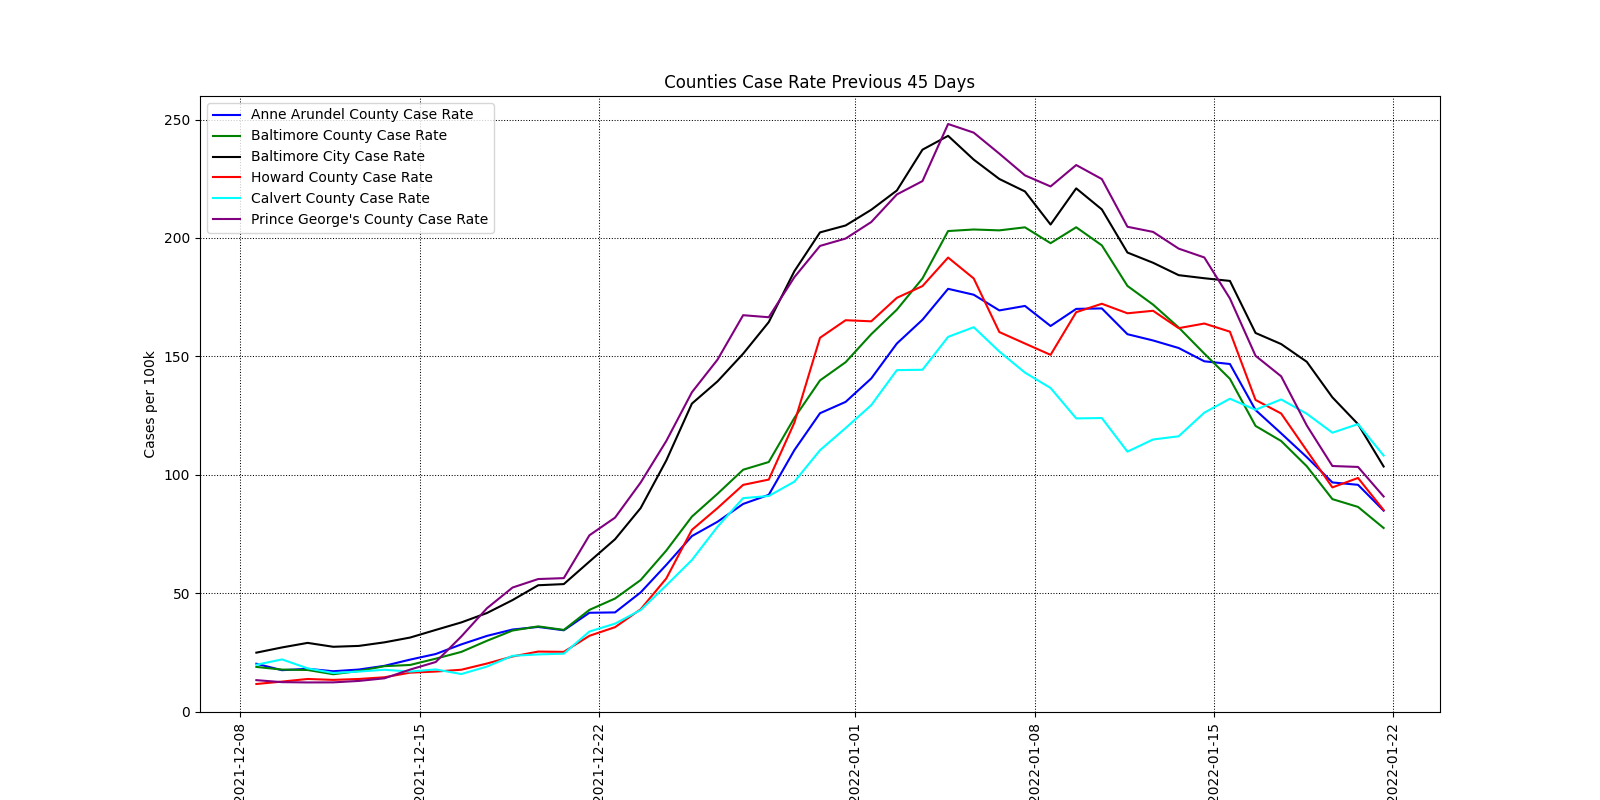 Counties Case Rate Previous 45 Days
Anne Arundel County Case Rate
Baltimore County Case Rate
Baltimore City Case Rate
Howard County Case Rate
Calvert County Case Rate
Prince George's County Case Rate
Cases per 100k
250
200
150
100
50
0
2021-12-08
2021-12-15
2021-12-22
2022-01-01
2022-01-08
2022-01-15
2022-01-22